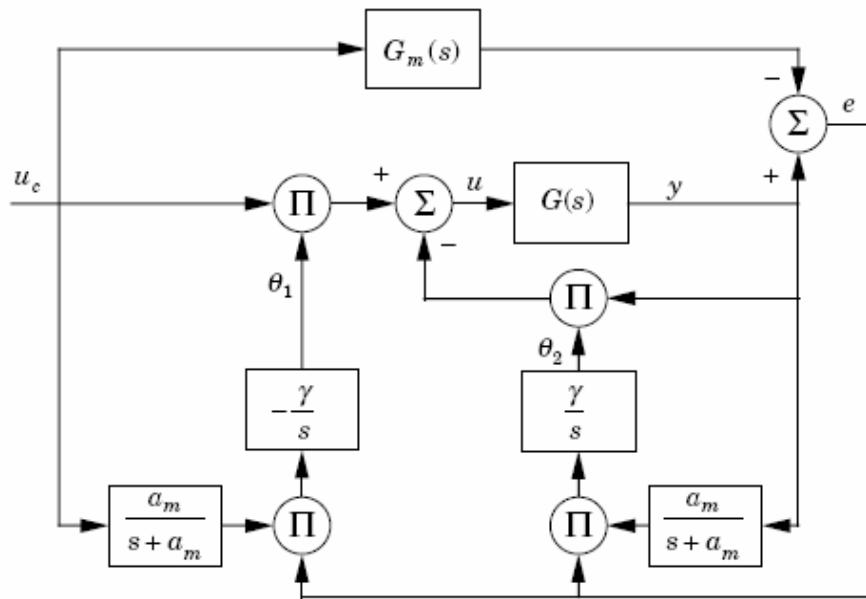 G_m(s)
−
Σ
e
+
u_c
Π
+
Σ
u
G(s)
y
−
θ_1
Π
θ_2
−γ/s
γ/s
a_m/(s + a_m)
Π
Π
a_m/(s + a_m)